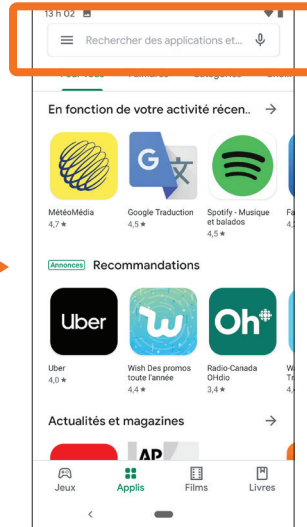 13 h 02
Rechercher des applications et...
En fonction de votre activité récen..
G
MétéoMédia
4,7 ★
Google Traduction
4,5 ★
Spotify - Musique
et balados
4,5 ★
Annonces Recommandations
Uber
Oh
Uber
4,0 ★
Wish Des promos
toute l'année
4,4 ★
Radio-Canada
OHdio
3,4 ★
Actualités et magazines
AP
Jeux
Applis
Films
Livres